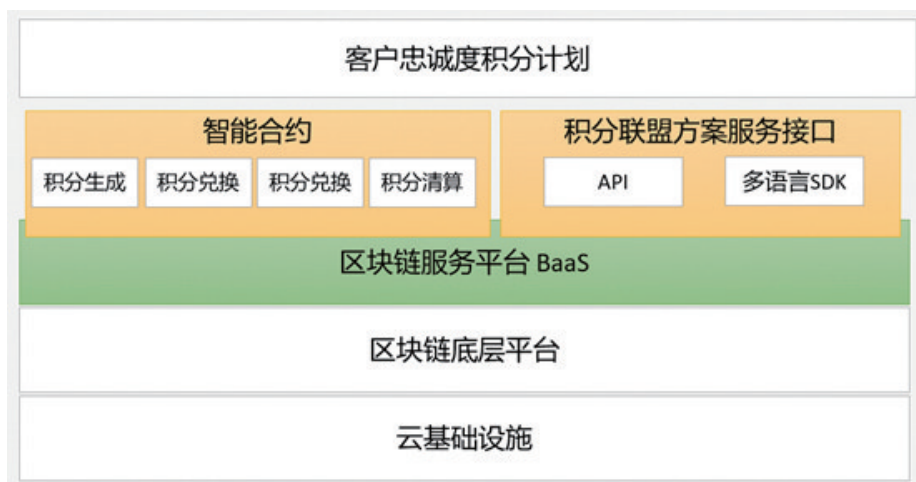 客户忠诚度积分计划
智能合约
积分联盟方案服务接口
积分生成
积分兑换
积分兑换
积分清算
API
多语言SDK
区块链服务平台 BaaS
区块链底层平台
云基础设施